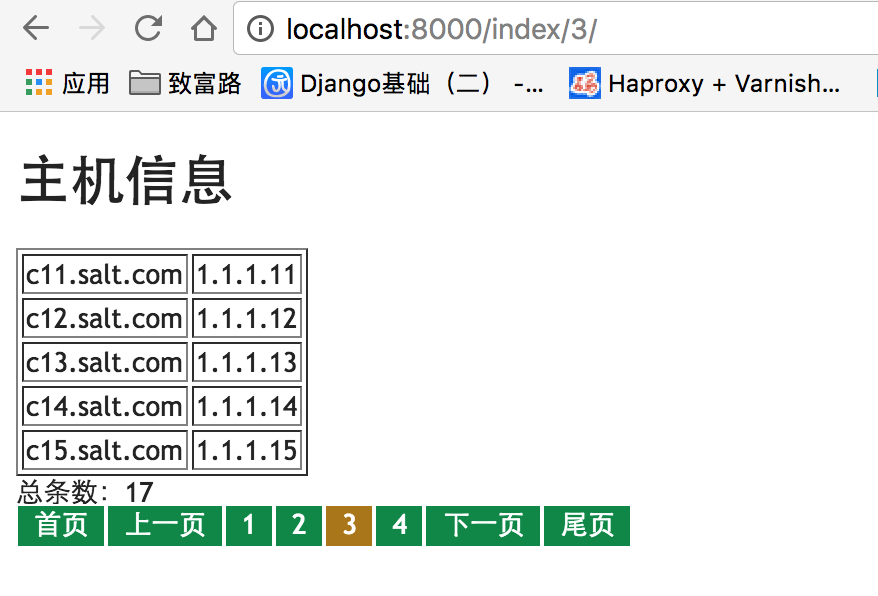 localhost:8000/index/3/
应用 致富路 Django基础（二） -... Haproxy + Varnish...
主机信息
c11.salt.com 1.1.1.11
c12.salt.com 1.1.1.12
c13.salt.com 1.1.1.13
c14.salt.com 1.1.1.14
c15.salt.com 1.1.1.15
总条数：17
首页 上一页 1 2 3 4 下一页 尾页